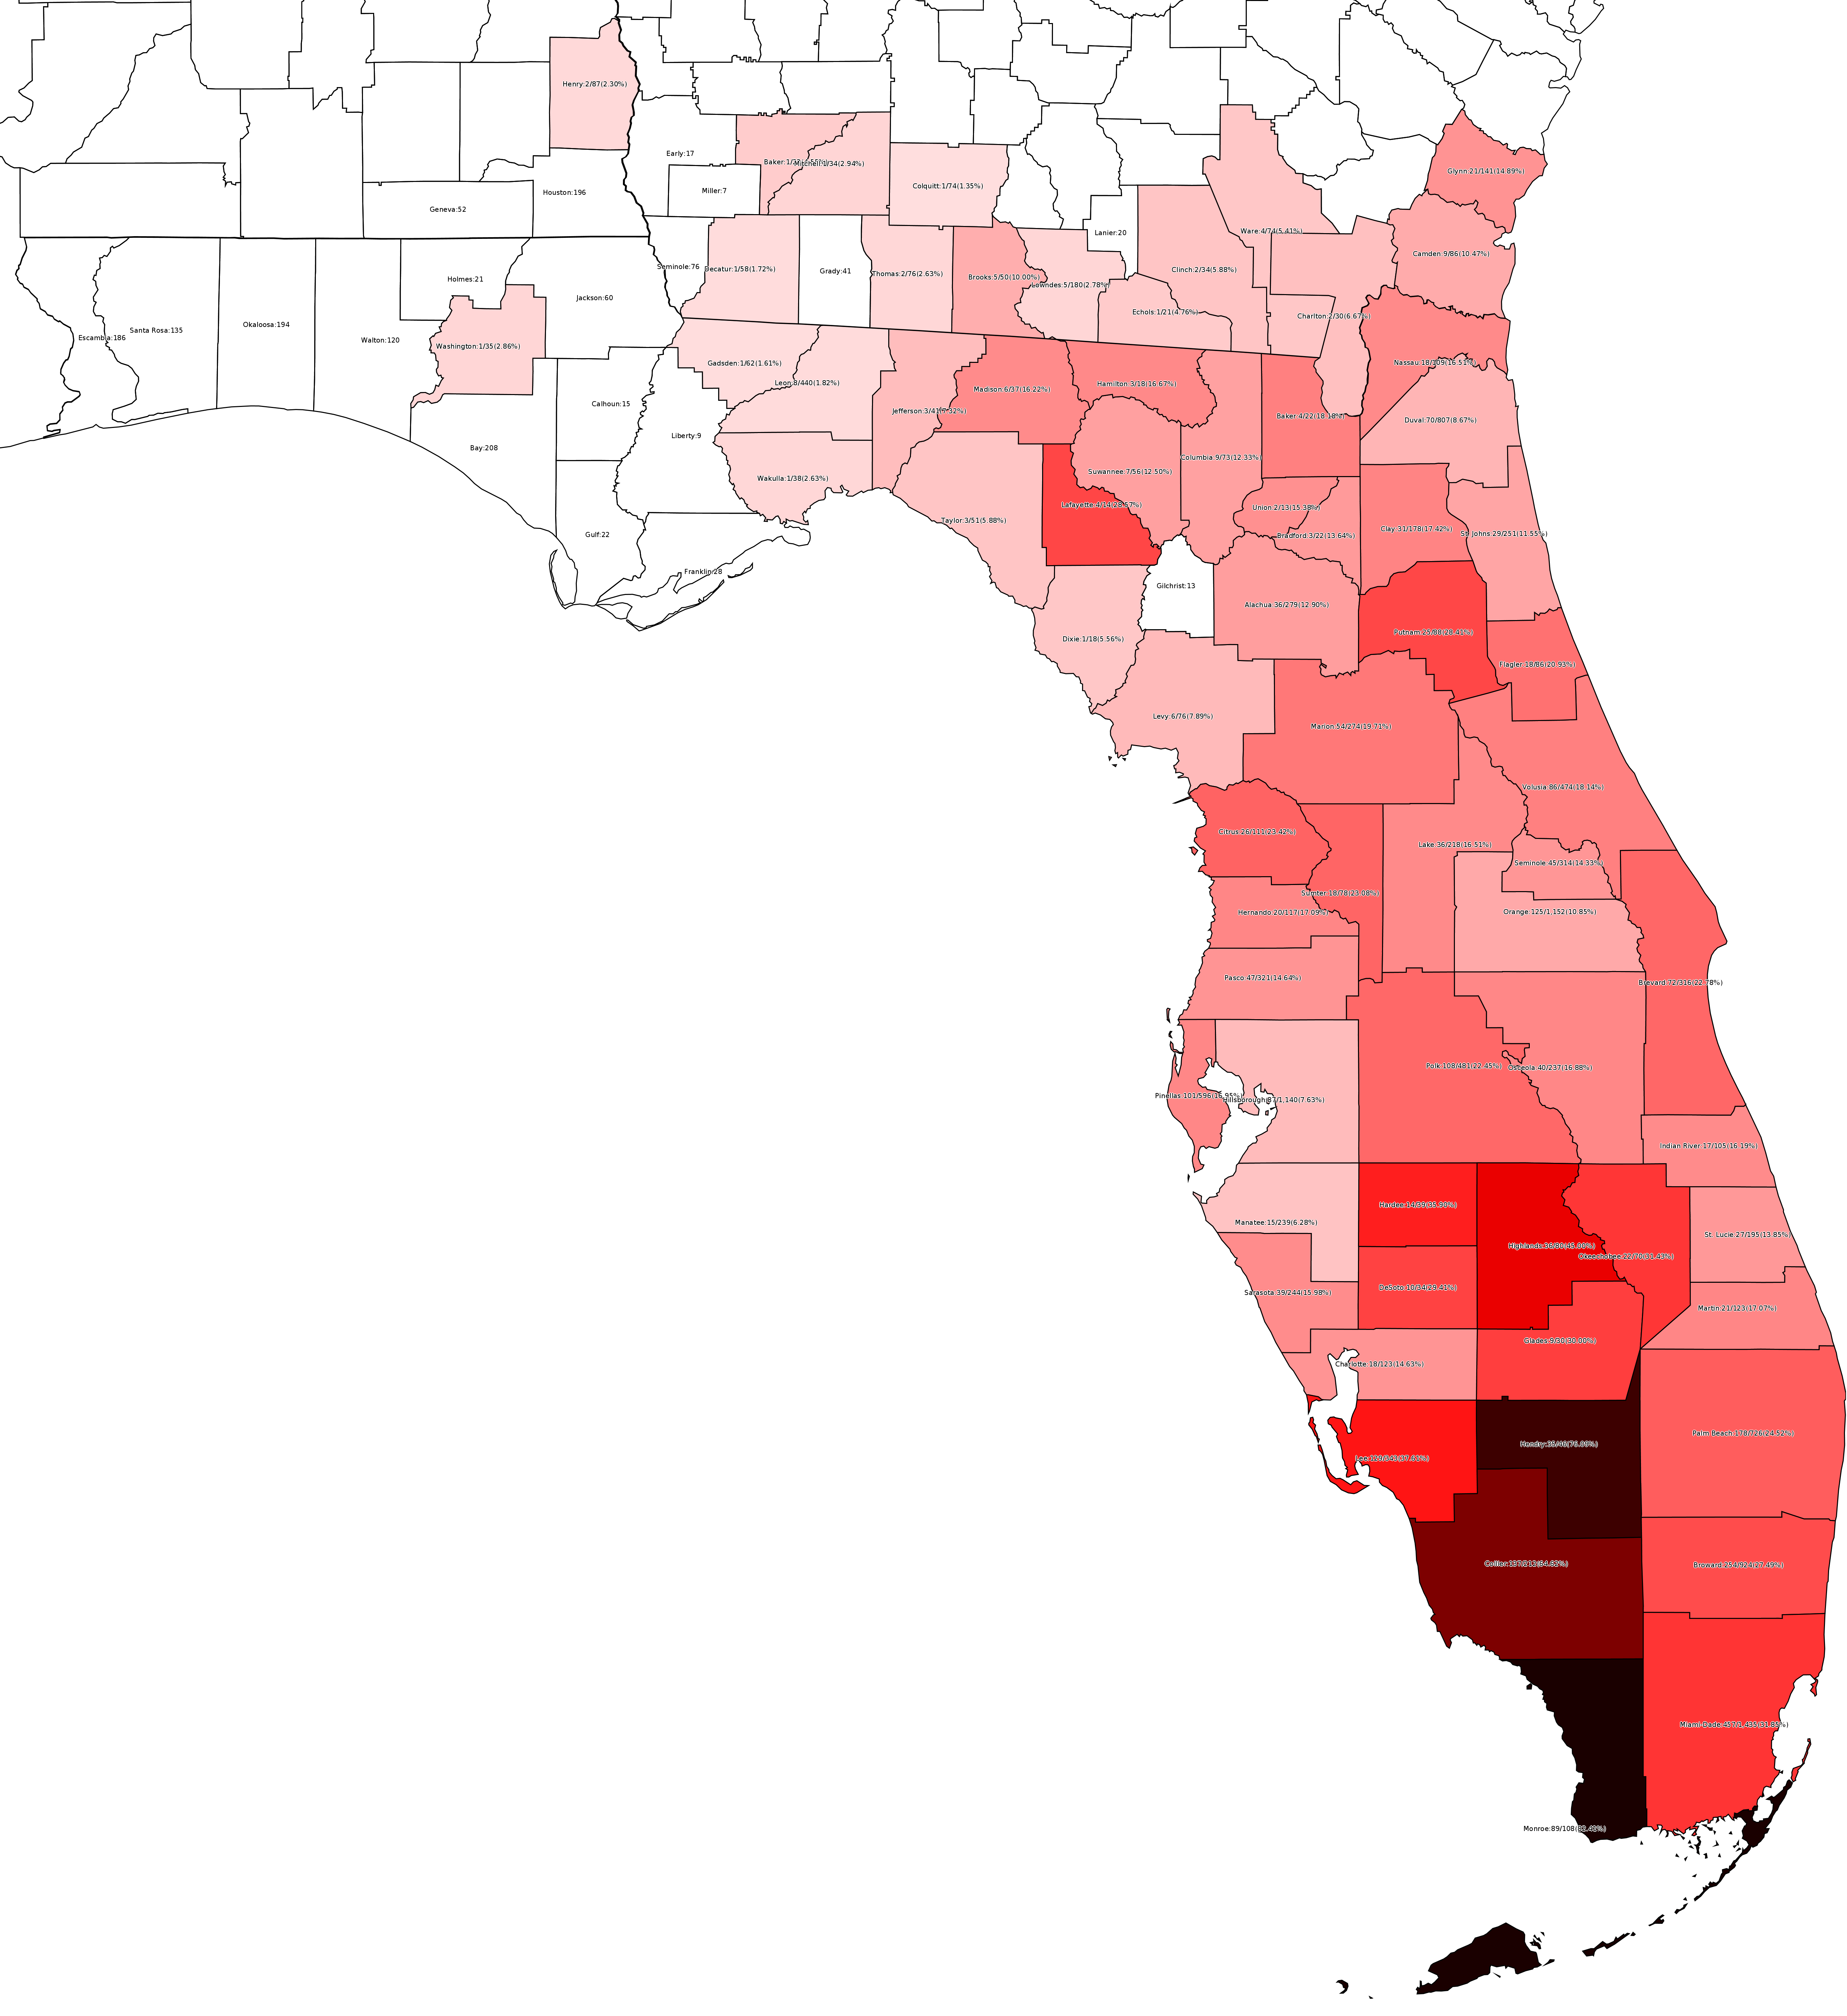 Henry:2/87(2.30%)
Early:17
Baker:1/
Mitchell:1/34(2.94%)
Glynn:21/141(14.89%)
Miller:7
Colquitt:1/74(1.35%)
Houston:196
Geneva:52
Lanier:20
Ware:4/74(5.41%)
Camden:9/86(10.47%)
Seminole:76
Decatur:1/58(1.72%)
Grady:41
Thomas:2/76(2.63%)
Brooks:5/50(10.00%)
Lowndes:5/180(2.78%)
Clinch:2/34(5.88%)
Holmes:21
Jackson:60
Echols:1/21(4.76%)
Charlton:2/30(6.67%)
Escambia:186
Santa Rosa:135
Okaloosa:194
Walton:120
Washington:1/35(2.86%)
Gadsden:1/62(1.61%)
Leon:8/440(1.82%)
Nassau:18/109(16.51%)
Madison:6/37(16.22%)
Hamilton:3/18(16.67%)
Calhoun:15
Jefferson:3/41(7.32%)
Baker:4/22(18.18%)
Duval:70/807(8.67%)
Liberty:9
Bay:208
Wakulla:1/38(2.63%)
Suwannee:7/56(12.50%)
Columbia:9/73(12.33%)
Lafayette:4/14(28.57%)
Union:2/13(15.38%)
Taylor:3/51(5.88%)
Gulf:22
Bradford:3/22(13.64%)
Clay:31/178(17.42%)
St. Johns:29/251(11.55%)
Franklin:28
Gilchrist:13
Alachua:36/279(12.90%)
Dixie:1/18(5.56%)
Putnam:25/88(28.41%)
Flagler:18/86(20.93%)
Levy:6/76(7.89%)
Marion:54/274(19.71%)
Volusia:86/474(18.14%)
Citrus:26/111(23.42%)
Lake:36/218(16.51%)
Seminole:45/314(14.33%)
Sumter:18/78(23.08%)
Hernando:20/117(17.09%)
Orange:125/1,152(10.85%)
Pasco:47/321(14.64%)
Brevard:72/316(22.78%)
Polk:108/481(22.45%)
Osceola:40/237(16.88%)
Pinellas:101/596(16.95%)
Hillsborough:87/1,140(7.63%)
Indian River:17/105(16.19%)
Hardee:14/39(35.90%)
Manatee:15/239(6.28%)
St. Lucie:27/195(13.85%)
Highlands:36/80(45.00%)
Okeechobee:22/70(31.43%)
DeSoto:10/34(29.41%)
Sarasota:39/244(15.98%)
Martin:21/123(17.07%)
Glades:9/30(30.00%)
Charlotte:18/123(14.63%)
Palm Beach:178/726(24.52%)
Hendry:35/46(76.09%)
Collier:137/212(64.62%)
Broward:254/924(27.49%)
Miami-Dade:457/1,435(31.85%)
Monroe:89/108(82.41%)